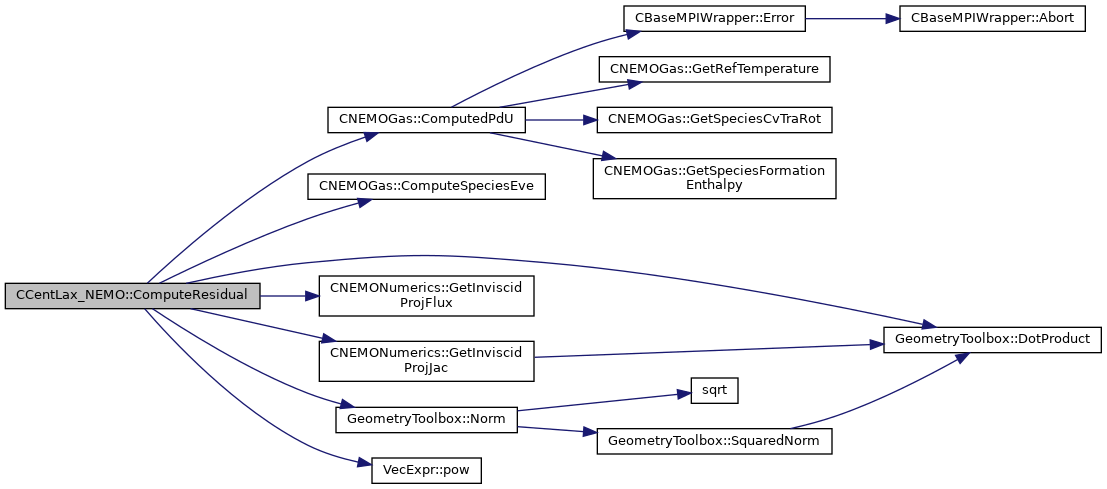 CBaseMPIWrapper::Error
CBaseMPIWrapper::Abort
CNEMOGas::GetRefTemperature
CNEMOGas::ComputedPdU
CNEMOGas::GetSpeciesCvTraRot
CNEMOGas::GetSpeciesFormation
Enthalpy
CNEMOGas::ComputeSpeciesEve
CCentLax_NEMO::ComputeResidual
CNEMONumerics::GetInviscid
ProjFlux
GeometryToolbox::DotProduct
CNEMONumerics::GetInviscid
ProjJac
sqrt
GeometryToolbox::Norm
GeometryToolbox::SquaredNorm
VecExpr::pow